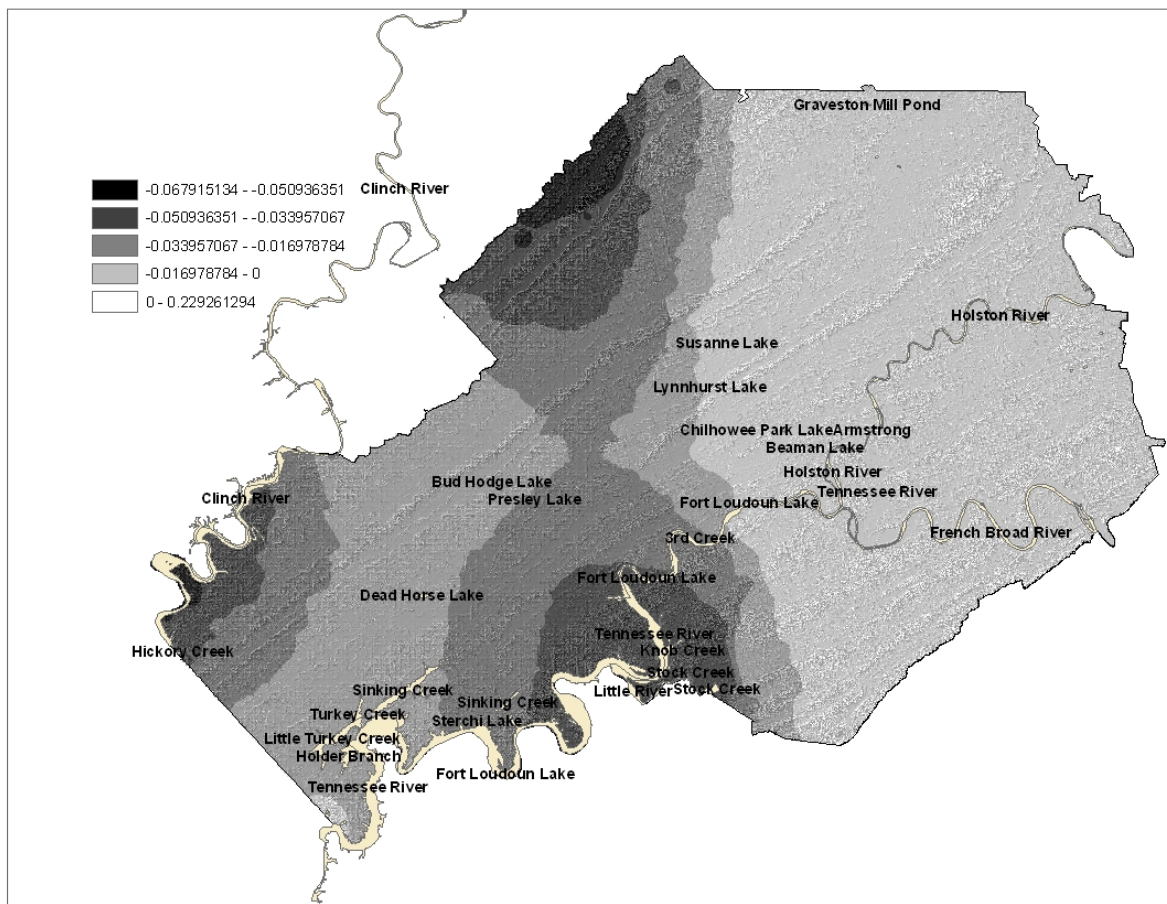 Graveston Mill Pond
Clinch River
-0.067915134 - -0.050936351
-0.050936351 - -0.033957067
-0.033957067 - -0.016978784
-0.016978784 - 0
0 - 0.229261294
Holston River
Susanne Lake
Lynnhurst Lake
Chilhowee Park LakeArmstrong
Beaman Lake
Holston River
Bud Hodge Lake
Tennessee River
Clinch River
Presley Lake
Fort Loudoun Lake
French Broad River
3rd Creek
Fort Loudoun Lake
Dead Horse Lake
Tennessee River
Hickory Creek
Knob Creek
Stock Creek
Sinking Creek
Little River
Stock Creek
Sinking Creek
Turkey Creek
Sterchi Lake
Little Turkey Creek
Holder Branch
Fort Loudoun Lake
Tennessee River